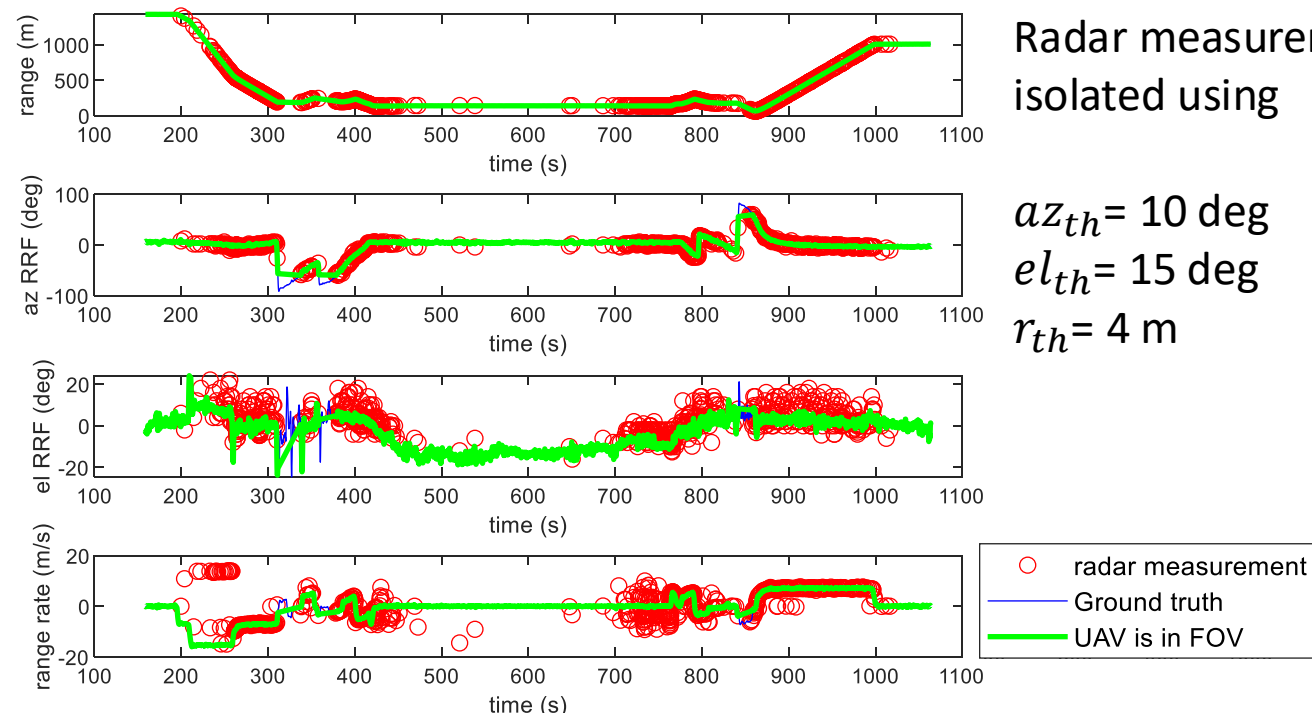 range (m)
1000
500
0
100 200 300 400 500 600 700 800 900 1000 1100
time (s)
az RRF (deg)
100
0
-100
100 200 300 400 500 600 700 800 900 1000 1100
time (s)
el RRF (deg)
20
0
-20
100 200 300 400 500 600 700 800 900 1000 1100
time (s)
range rate (m/s)
20
0
-20
100 200 300 400 500 600 700 800 900 1000 1100
time (s)
Radar measurer
isolated using
az_th= 10 deg
el_th= 15 deg
r_th= 4 m
radar measurement
Ground truth
UAV is in FOV